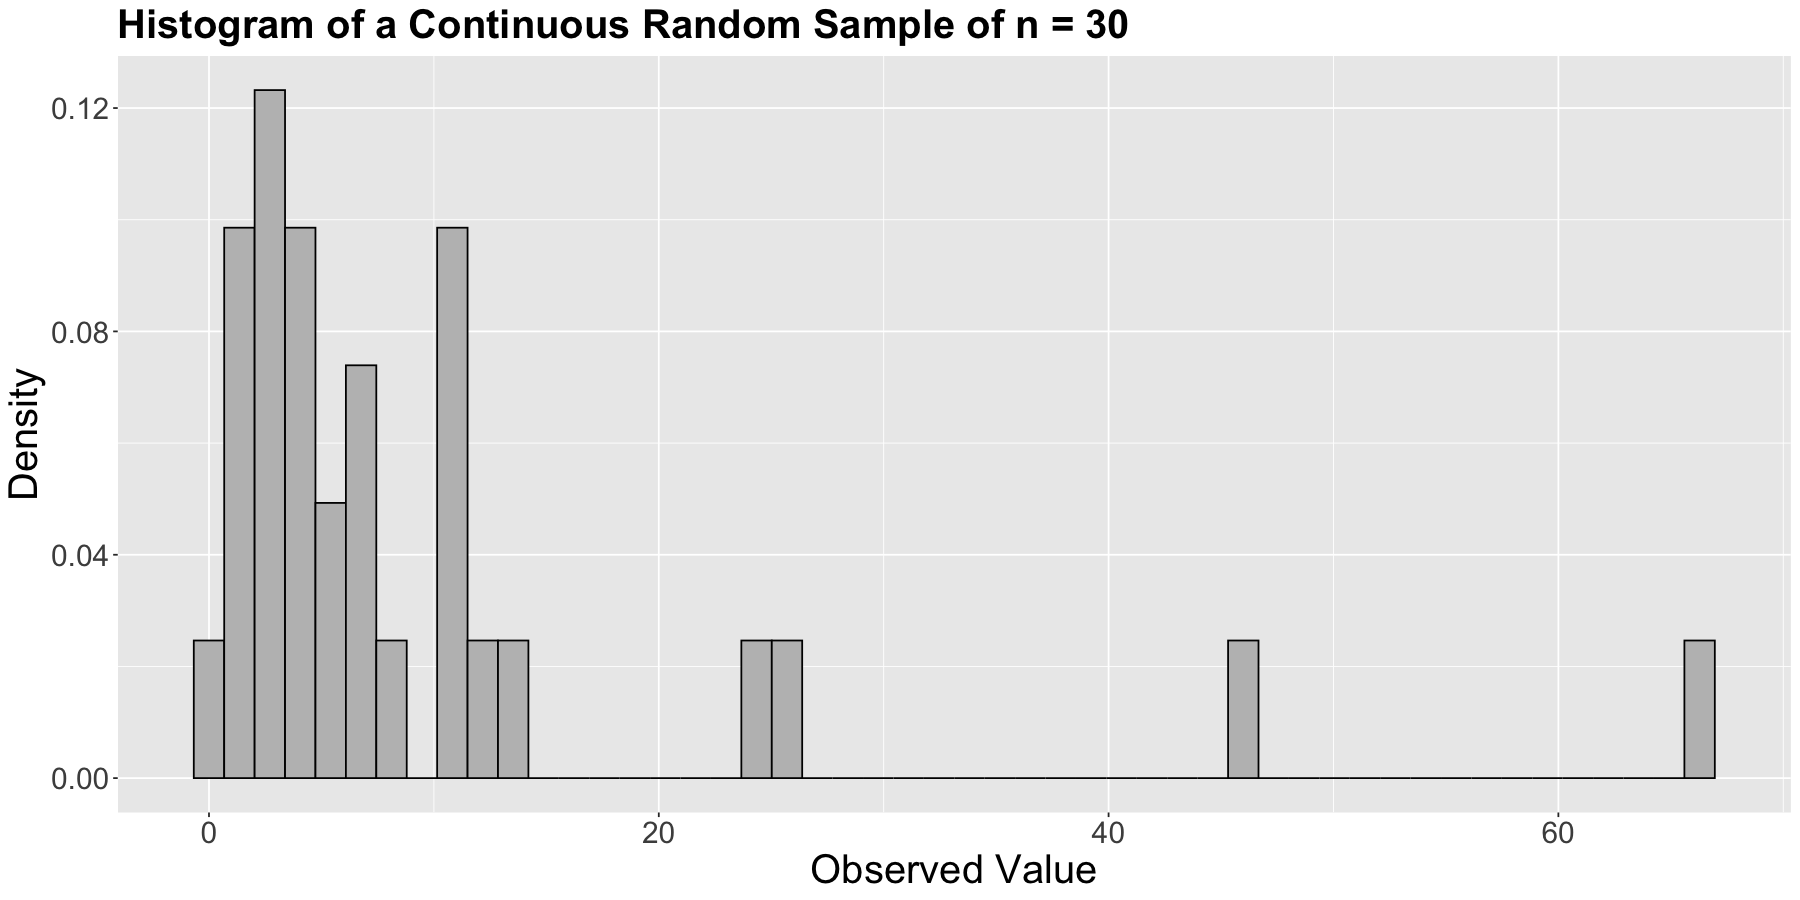 Histogram of a Continuous Random Sample of n = 30
0.12
0.08
0.04
0.00
Density
0 20 40 60
Observed Value